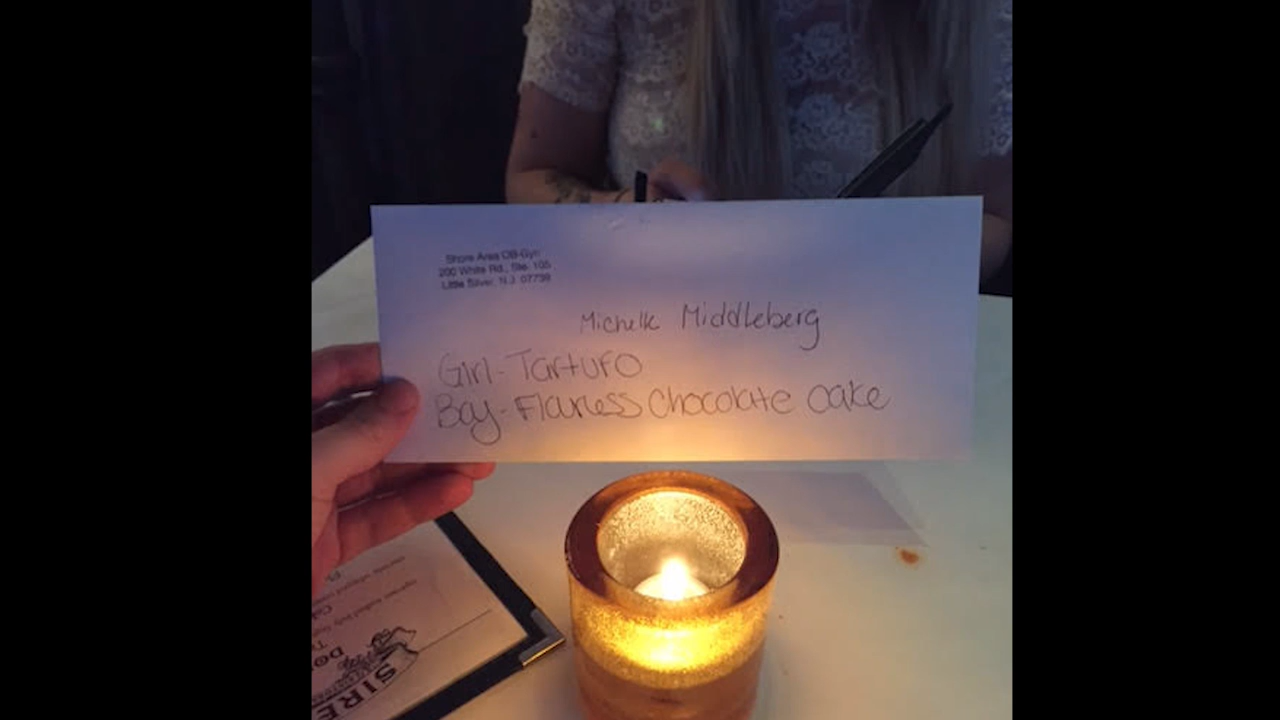 Shore Area OB-Gyn
200 White Rd., Ste. 105
Little Silver, N.J. 07739
Michelle Middleberg
Girl-Tartufo
Boy-Flourless Chocolate Cake
SIRE